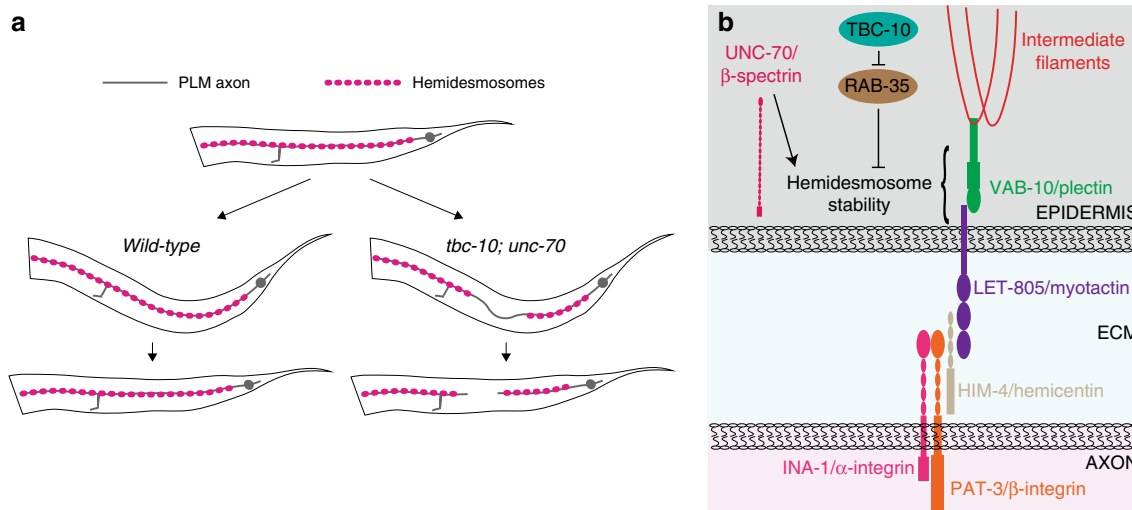 a
PLM axon
Hemidesmosomes
Wild-type
tbc-10; unc-70
b
TBC-10
UNC-70/
β-spectrin
RAB-35
Intermediate
filaments
Hemidesmosome
stability
VAB-10/plectin
EPIDERMIS
LET-805/myotactin
ECM
HIM-4/hemicentin
AXON
INA-1/α-integrin
PAT-3/β-integrin